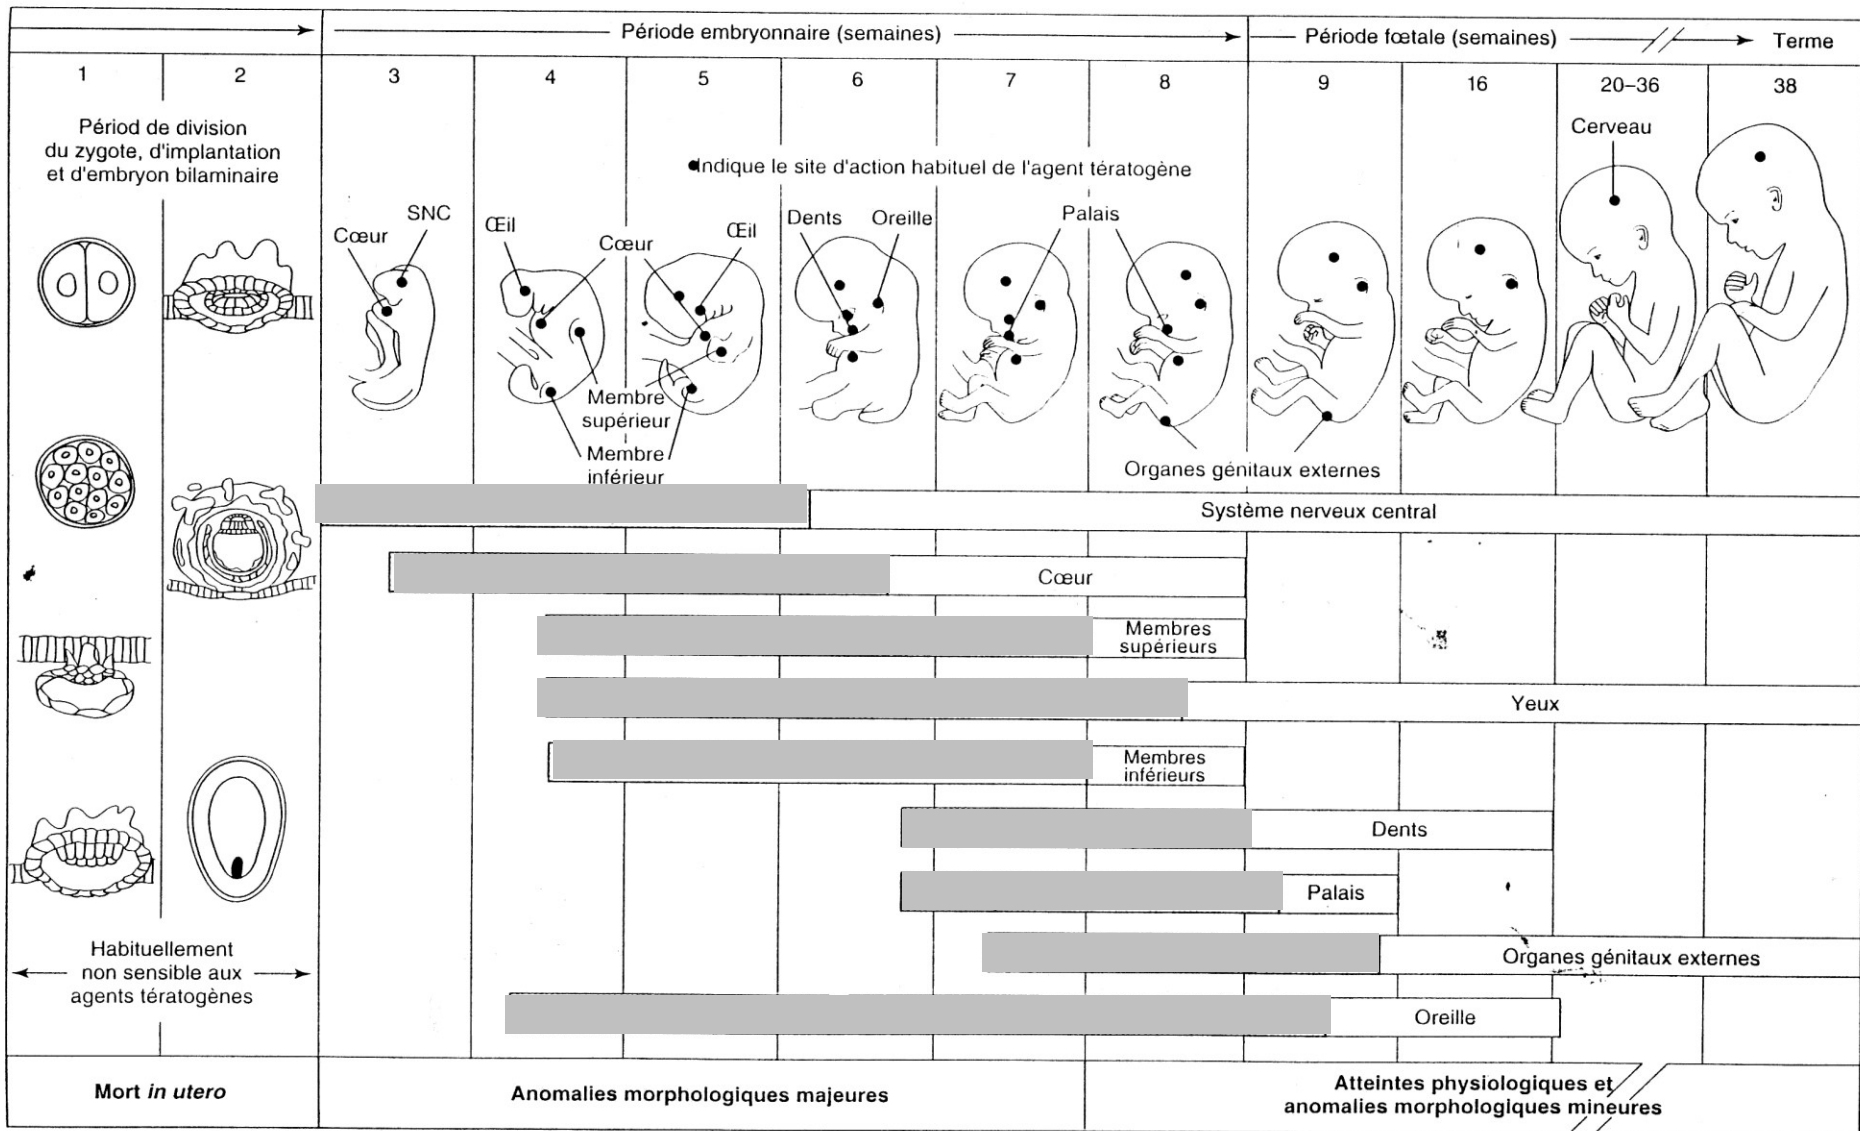 Période embryonnaire (semaines)
Période fœtale (semaines)
Terme
1
2
3
4
5
6
7
8
9
16
20–36
38
Périod de division
du zygote, d'implantation
et d'embryon bilaminaire
Indique le site d'action habituel de l'agent tératogène
Cerveau
Cœur
SNC
Œil
Cœur
Œil
Dents
Oreille
Palais
Membre
supérieur
Membre
inférieur
Organes génitaux externes
Système nerveux central
Cœur
Membres
supérieurs
Yeux
Membres
inférieurs
Dents
Palais
Organes génitaux externes
Oreille
Habituellement
non sensible aux
agents tératogènes
Mort in utero
Anomalies morphologiques majeures
Atteintes physiologiques et
anomalies morphologiques mineures